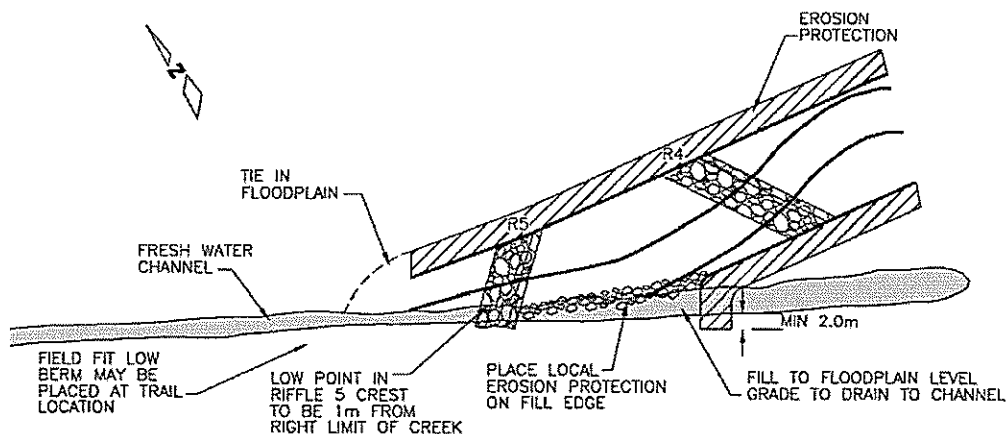 EROSION
PROTECTION
N
R4
TIE IN
FLOODPLAIN
R5
FRESH WATER
CHANNEL
MIN 2.0m
FIELD FIT LOW
BERM MAY BE
PLACED AT TRAIL
LOCATION
LOW POINT IN
RIFFLE 5 CREST
TO BE 1m FROM
RIGHT LIMIT OF CREEK
PLACE LOCAL
EROSION PROTECTION
ON FILL EDGE
FILL TO FLOODPLAIN LEVEL
GRADE TO DRAIN TO CHANNEL